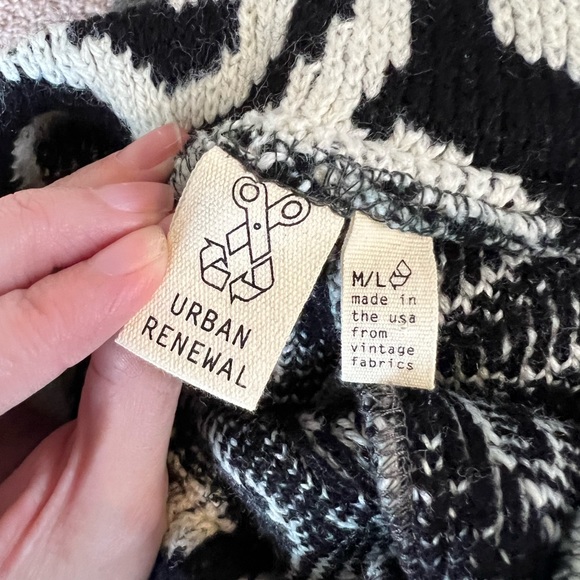 URBAN
RENEWAL
M/L
made in
the usa
from
vintage
fabrics